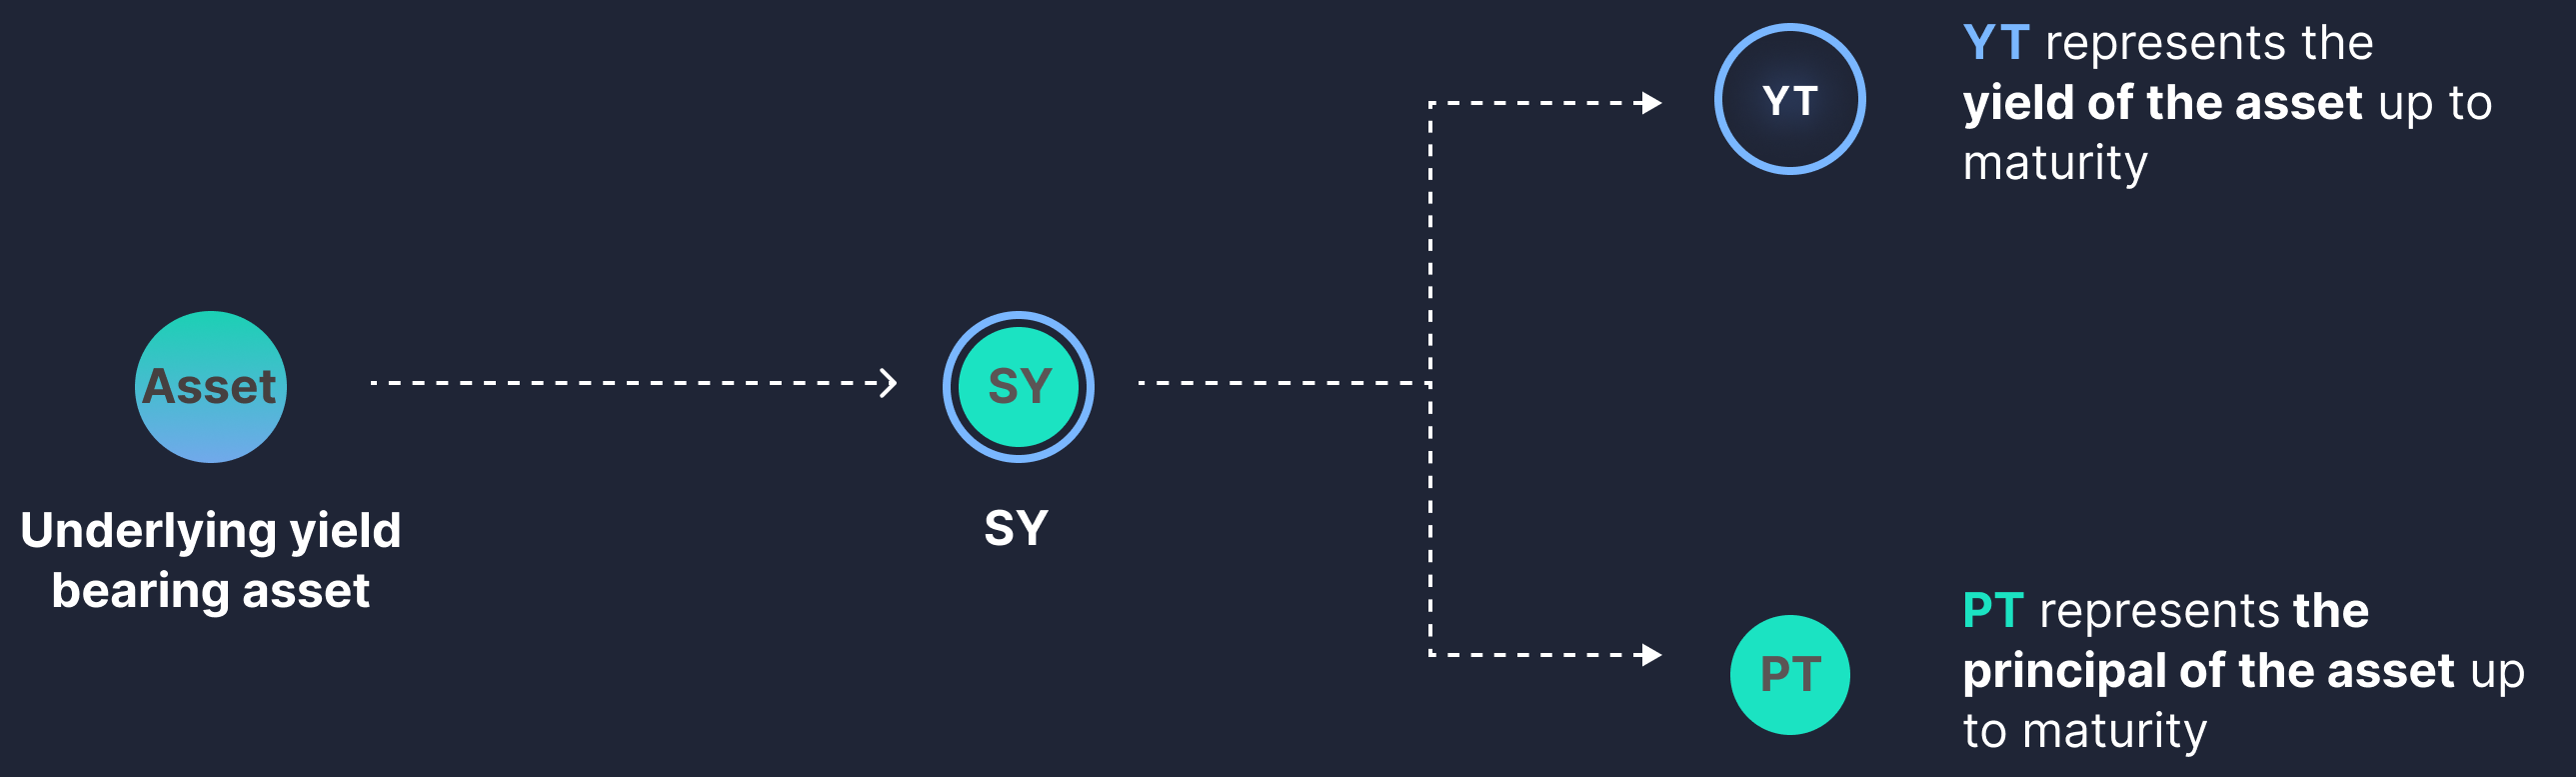 Asset
Underlying yield
bearing asset
SY
SY
YT
YT represents the
yield of the asset up to
maturity
PT
PT represents the
principal of the asset up
to maturity